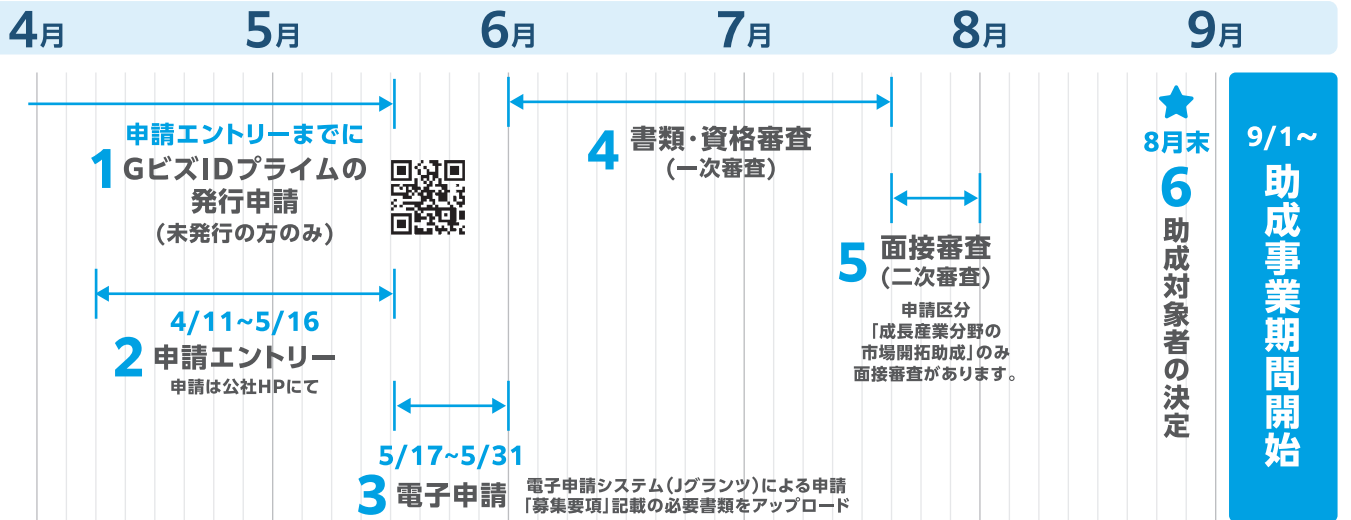 4月 5月 6月 7月 8月 9月
申請エントリーまでに
1 GビズIDプライムの
発行申請
(未発行の方のみ)
4/11~5/16
2 申請エントリー
申請は公社HPにて
5/17~5/31
3 電子申請
電子申請システム(Jグランツ)による申請
「募集要項」記載の必要書類をアップロード
4 書類・資格審査
(一次審査)
5 面接審査
(二次審査)
申請区分
「成長産業分野の
市場開拓助成」のみ
面接審査があります。
8月末
6
助成対象者の決定
9/1~
助成事業期間開始